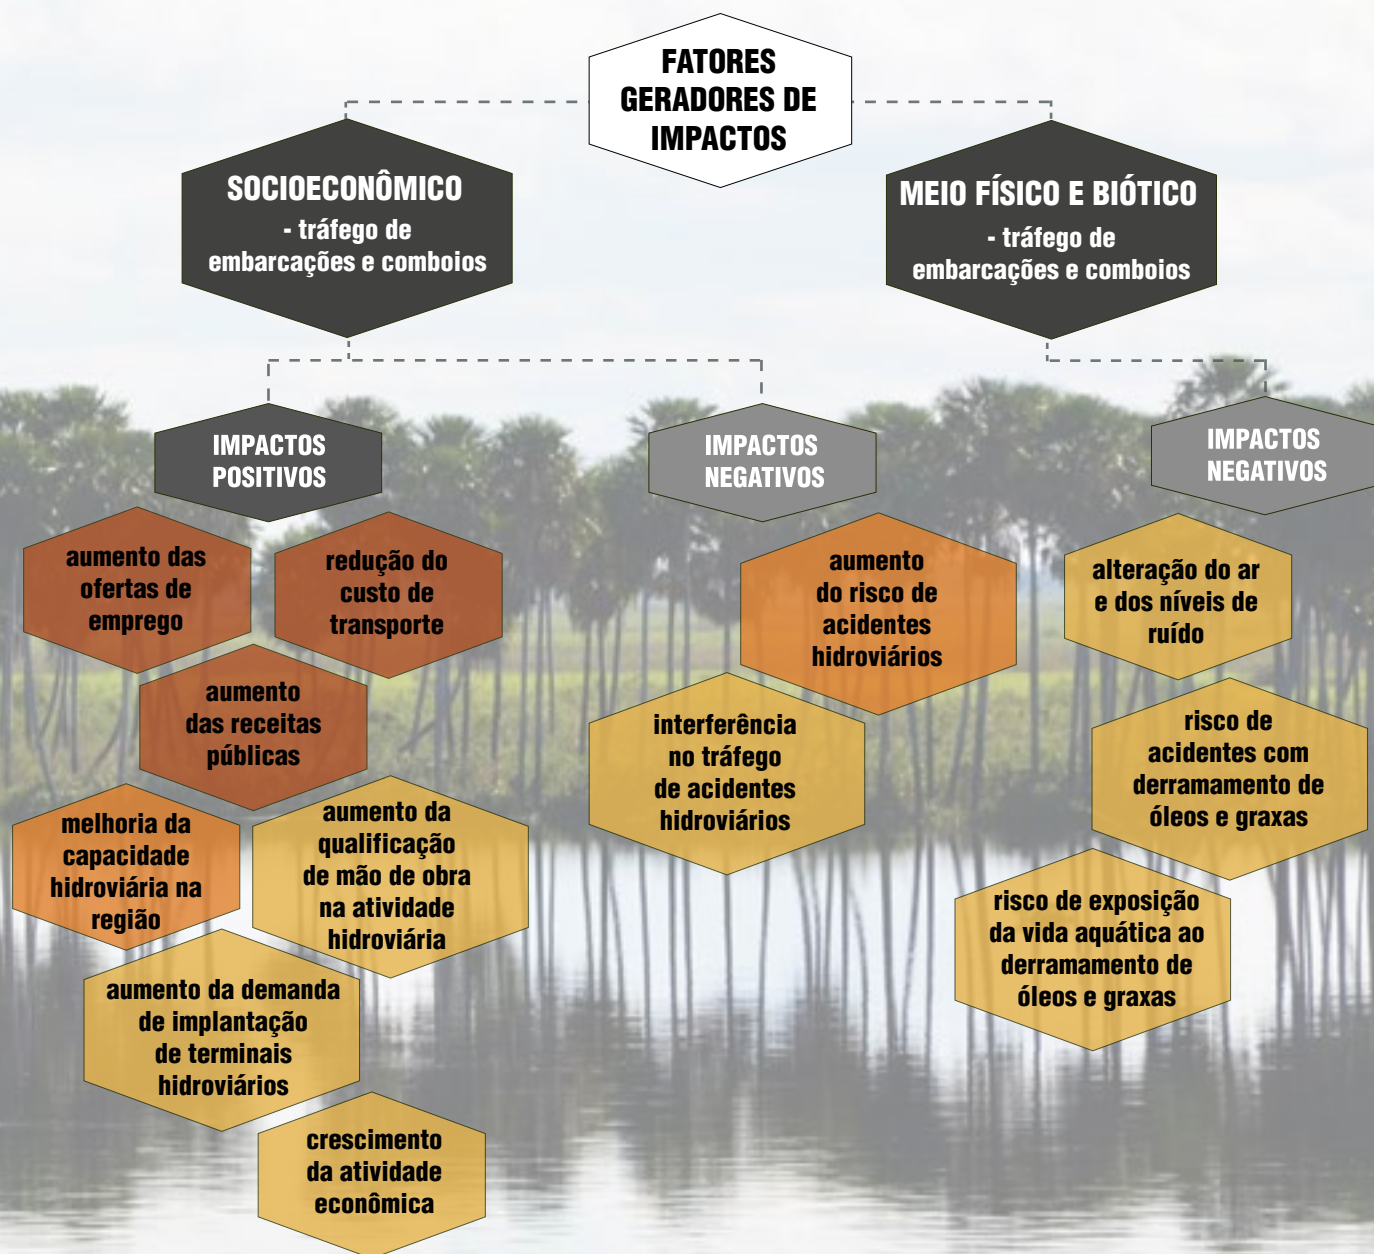 FATORES
GERADORES DE
IMPACTOS
SOCIOECONÔMICO
- tráfego de
embarcações e comboios
MEIO FÍSICO E BIÓTICO
- tráfego de
embarcações e comboios
IMPACTOS
POSITIVOS
IMPACTOS
NEGATIVOS
IMPACTOS
NEGATIVOS
aumento das
ofertas de
emprego
redução do
custo de
transporte
aumento
das receitas
públicas
melhoria da
capacidade
hidroviária na
região
aumento da
qualificação
de mão de obra
na atividade
hidroviária
aumento da demanda
de implantação
de terminais
hidroviários
crescimento
da atividade
econômica
aumento
do risco de
acidentes
hidroviários
interferência
no tráfego
de acidentes
hidroviários
alteração do ar
e dos níveis de
ruído
risco de
acidentes com
derramamento de
óleos e graxas
risco de exposição
da vida aquática ao
derramamento de
óleos e graxas